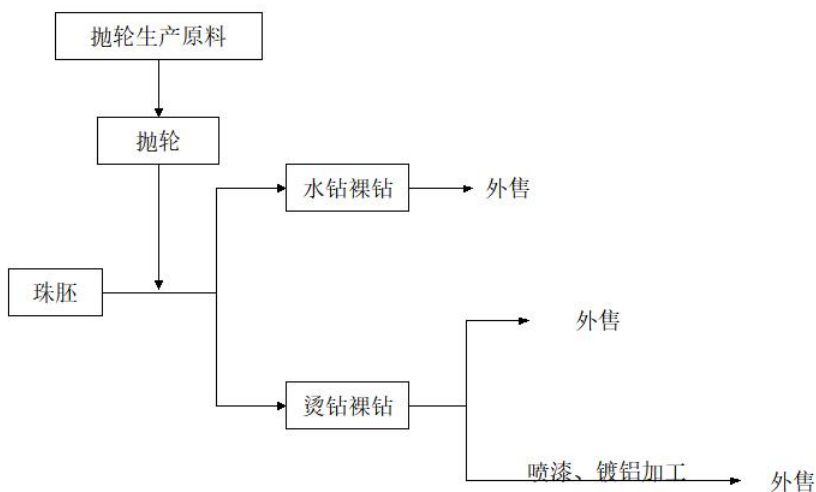 抛轮生产原料
抛轮
水钻裸钻
外售
珠胚
外售
烫钻裸钻
喷漆、镀铝加工
外售